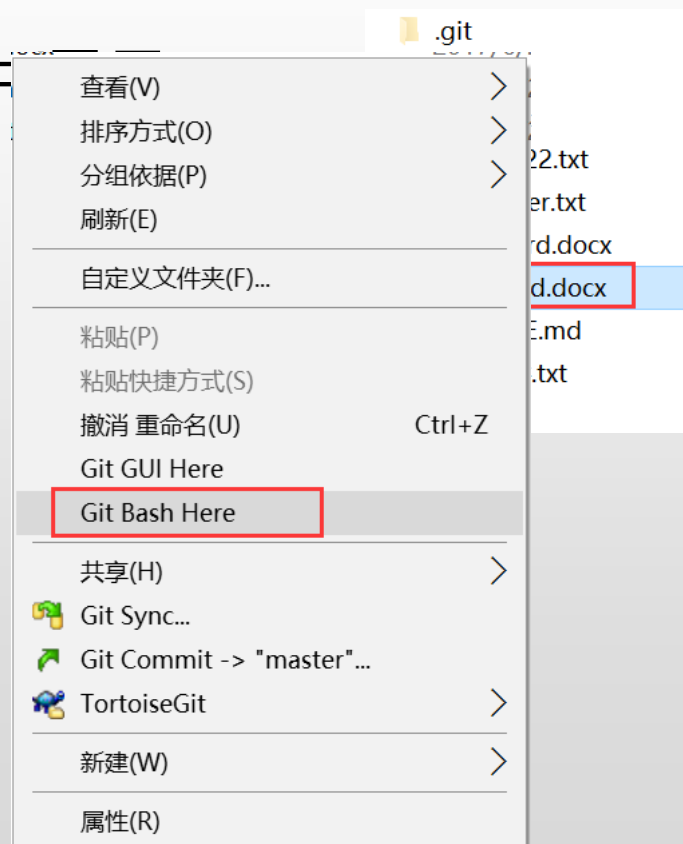 .git
查看(V)
排序方式(O)
分组依据(P)
刷新(E)
自定义文件夹(F)...
粘贴(P)
粘贴快捷方式(S)
撤消 重命名(U) Ctrl+Z
Git GUI Here
Git Bash Here
共享(H)
Git Sync...
Git Commit -> "master"...
TortoiseGit
新建(W)
属性(R)
22.txt
er.txt
rd.docx
d.docx
E.md
.txt